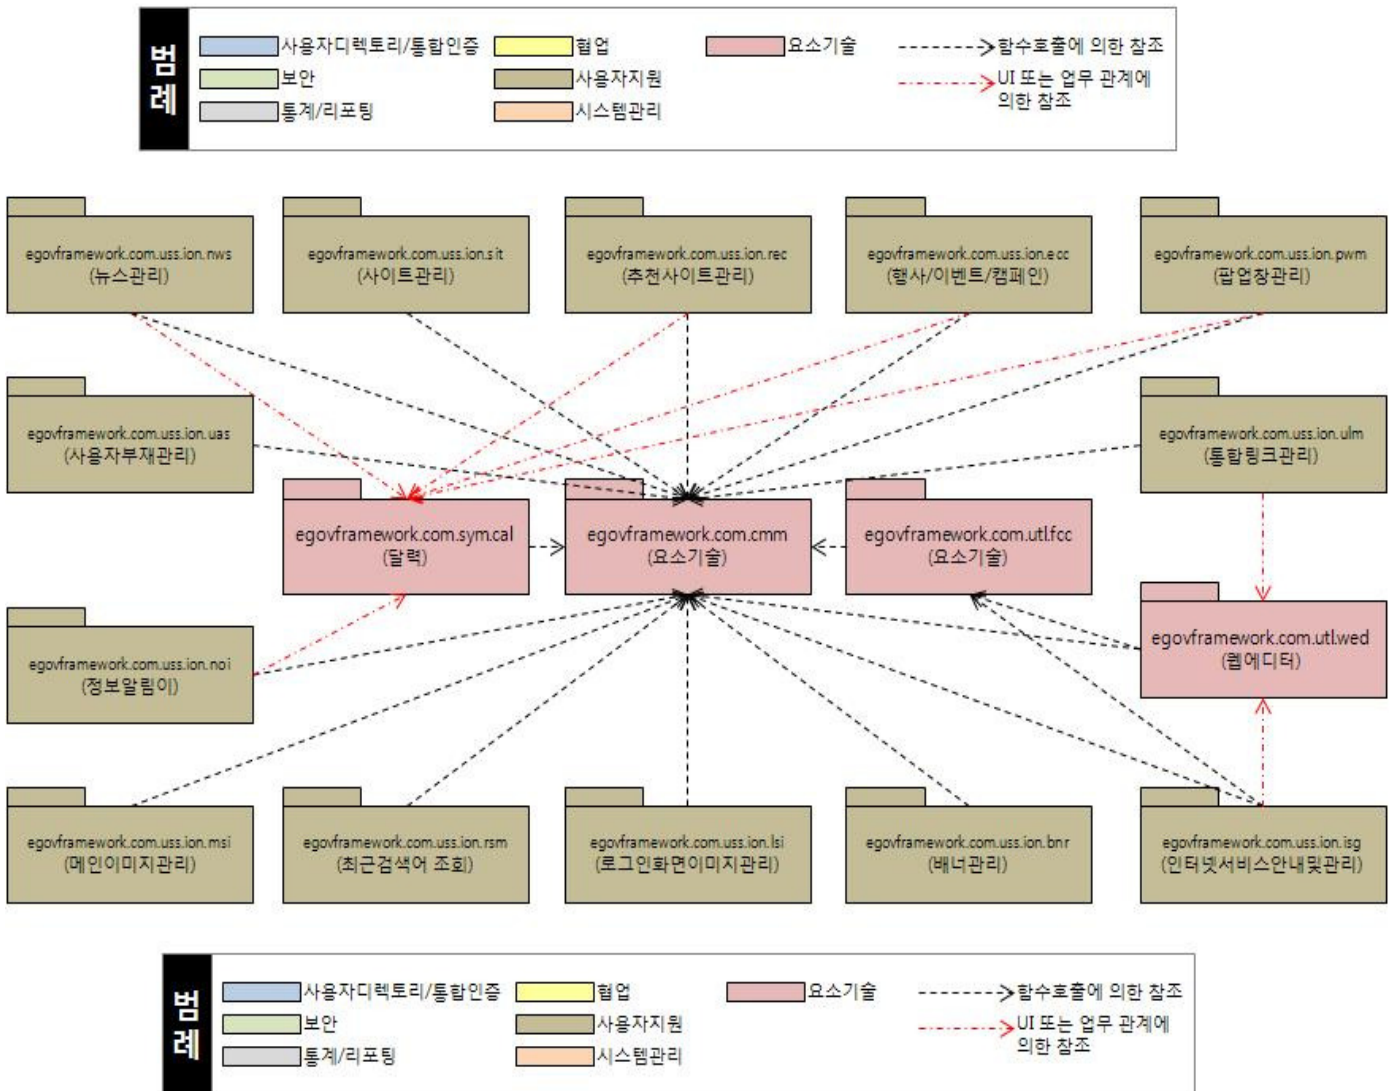 범
례
사용자디렉토리/통합인증
협업
요소기술
함수호출에 의한 참조
보안
사용자지원
UI 또는 업무 관계에
의한 참조
통계/리포팅
시스템관리
egovframework.com.uss.ion.nws
(뉴스관리)
egovframework.com.uss.ion.sit
(사이트관리)
egovframework.com.uss.ion.rec
(추천사이트관리)
egovframework.com.uss.ion.ecc
(행사/이벤트/캠페인)
egovframework.com.uss.ion.pwm
(팝업창관리)
egovframework.com.uss.ion.uas
(사용자부재관리)
egovframework.com.uss.ion.ulm
(통합링크관리)
egovframework.com.sym.cal
(달력)
egovframework.com.cmm
(요소기술)
egovframework.com.utl.fcc
(요소기술)
egovframework.com.uss.ion.noi
(정보알림이)
egovframework.com.utl.wed
(웹에디터)
egovframework.com.uss.ion.msi
(메인이미지관리)
egovframework.com.uss.ion.rsm
(최근검색어 조회)
egovframework.com.uss.ion.lsi
(로그인화면이미지관리)
egovframework.com.uss.ion.bnr
(배너관리)
egovframework.com.uss.ion.isg
(인터넷서비스안내및관리)
범
례
사용자디렉토리/통합인증
협업
요소기술
함수호출에 의한 참조
보안
사용자지원
UI 또는 업무 관계에
의한 참조
통계/리포팅
시스템관리